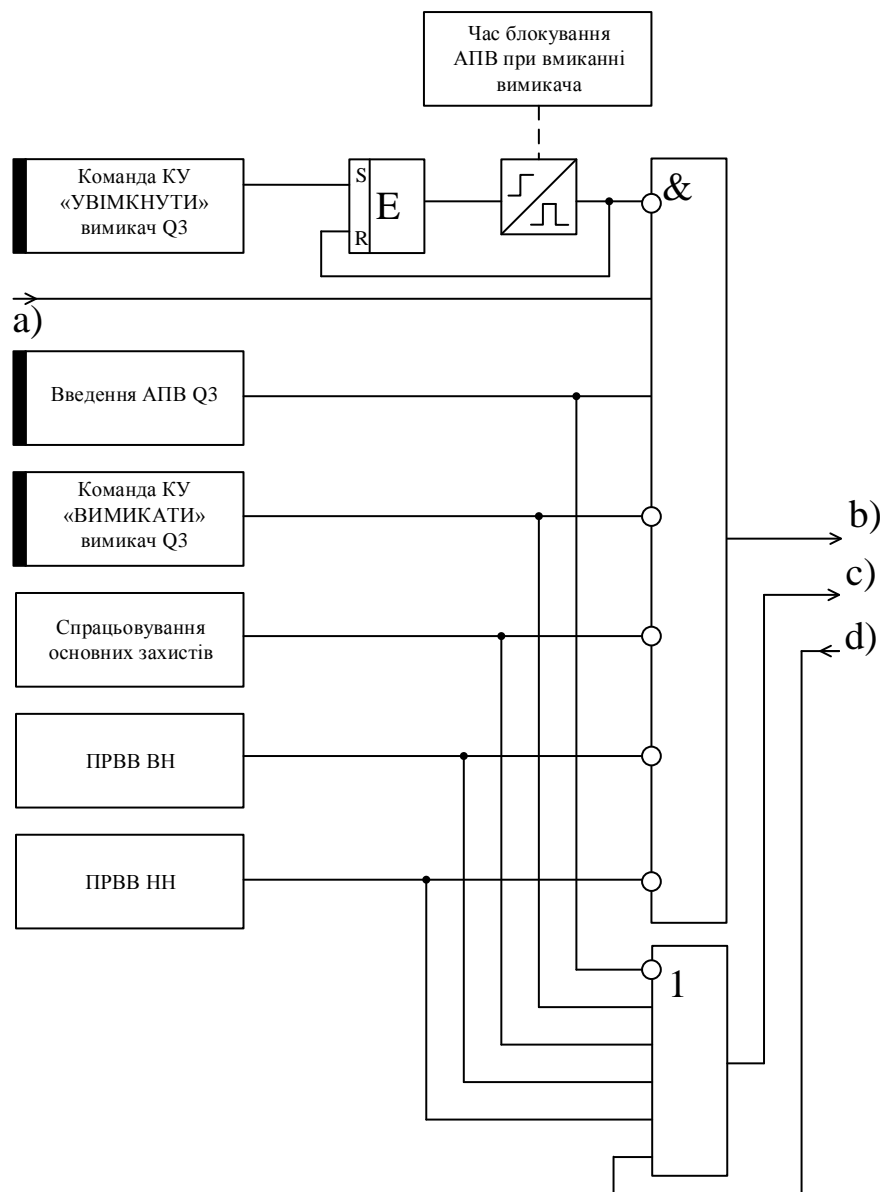 Час блокування
АПВ при вмиканні
вимикача
Команда КУ
«УВІМКНУТИ»
вимикач Q3
S
E
R
&
a)
Введення АПВ Q3
Команда КУ
«ВИМИКАТИ»
вимикач Q3
b)
c)
Спрацьовування
основних захистів
d)
ПРВВ ВН
ПРВВ НН
1